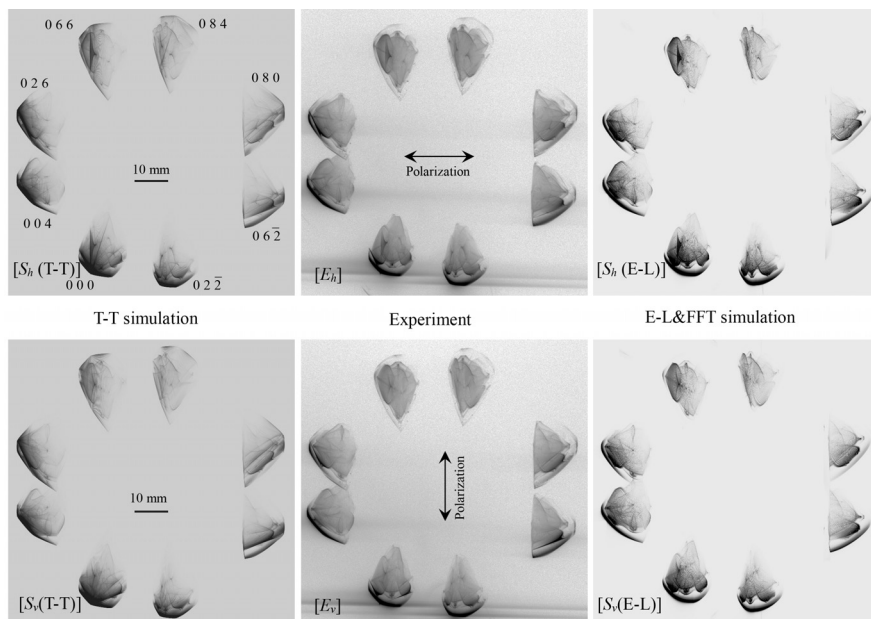 0 6 6
0 8 4
0 2 6
0 8 0
10 mm
Polarization
0 0 4
0 6 2̅
[S_h (T-T)]
[E_h]
[S_h (E-L)]
0 0 0
0 2 2̅
T-T simulation
Experiment
E-L&FFT simulation
10 mm
Polarization
[S_v(T-T)]
[E_v]
[S_v(E-L)]